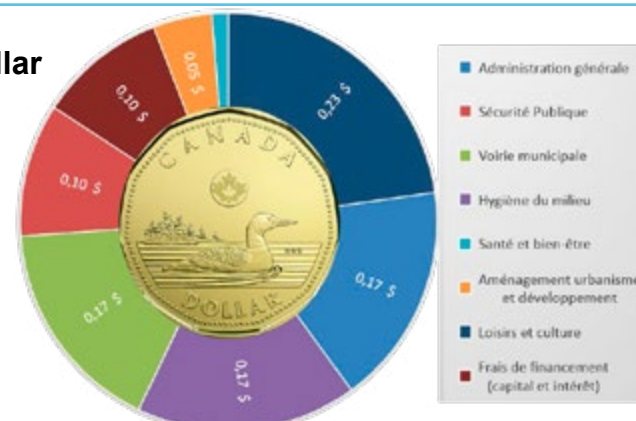 llar
0,23 $
0,17 $
0,17 $
0,17 $
0,10 $
0,10 $
0,05 $
CANADA
DOLLAR
Administration générale
Sécurité Publique
Voirie municipale
Hygiène du milieu
Santé et bien-être
Aménagement urbanisme
et développement
Loisirs et culture
Frais de financement
(capital et intérêt)